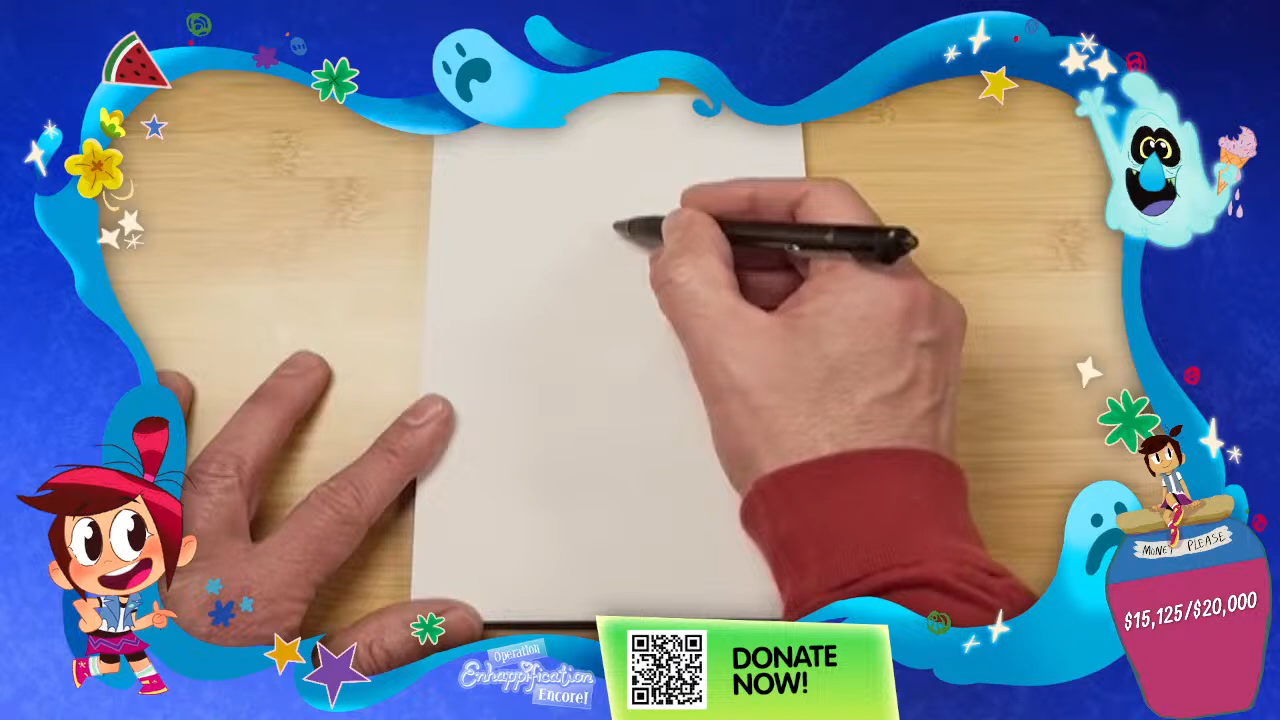 MONEY PLEASE
$15,125/$20,000
Operation
Enhappification
Encore!
DONATE
NOW!